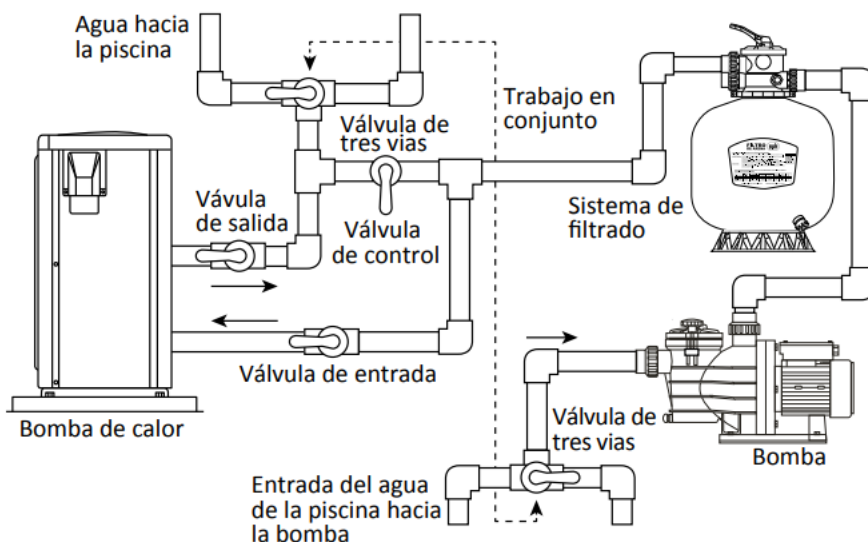 Agua hacia
la piscina
Válvula de
tres vias
Trabajo en
conjunto
Vávula
de salida
Válvula
de control
Sistema de
filtrado
Válvula de entrada
Bomba de calor
Válvula de
tres vias
Bomba
Entrada del agua
de la piscina hacia
la bomba